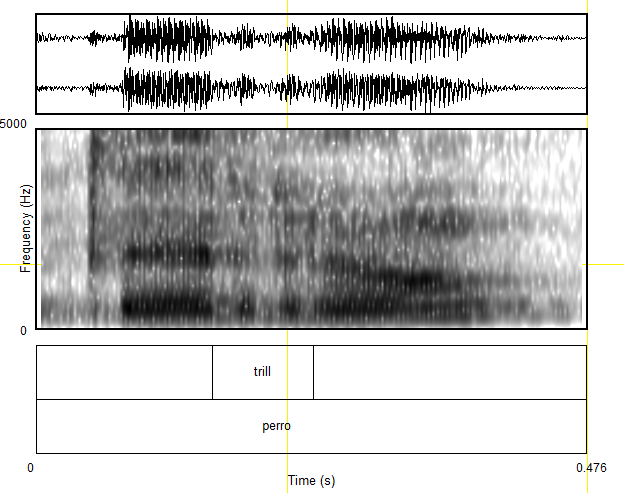 5000
Frequency (Hz)
0
trill
perro
0
0.476
Time (s)